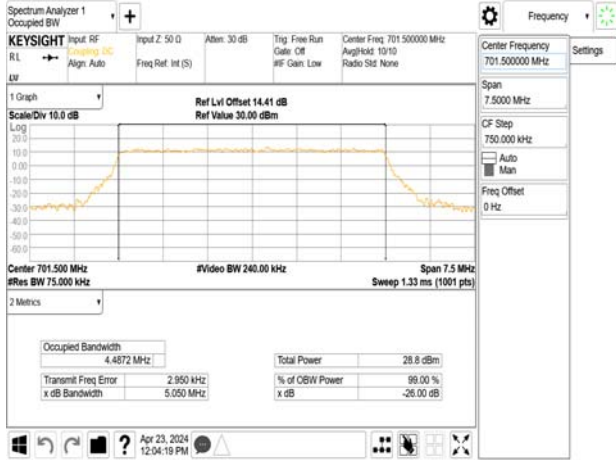 Spectrum Analyzer 1
Occupied BW
+
Frequency
KEYSIGHT
Input: RF
Input Z: 50 Ω
Atten: 30 dB
Trig: Free Run
Center Freq: 701.500000 MHz
RL
Coupling: DC
Gate: Off
Avg|Hold: 10/10
Align: Auto
Freq Ref: Int (S)
#IF Gain: Low
Radio Std: None
LV
Center Frequency
701.500000 MHz
Settings
Span
7.5000 MHz
CF Step
750.000 kHz
Auto
Man
Freq Offset
0 Hz
1 Graph
Ref Lvl Offset 14.41 dB
Scale/Div 10.0 dB
Ref Value 30.00 dBm
Log
20.0
10.0
0.00
-10.0
-20.0
-30.0
-40.0
-50.0
-60.0
Center 701.500 MHz
#Video BW 240.00 kHz
Span 7.5 MHz
#Res BW 75.000 kHz
Sweep 1.33 ms (1001 pts)
2 Metrics
Occupied Bandwidth
4.4872 MHz
Total Power
28.8 dBm
Transmit Freq Error
2.950 kHz
% of OBW Power
99.00 %
x dB Bandwidth
5.050 MHz
x dB
-26.00 dB
?
Apr 23, 2024
12:04:19 PM